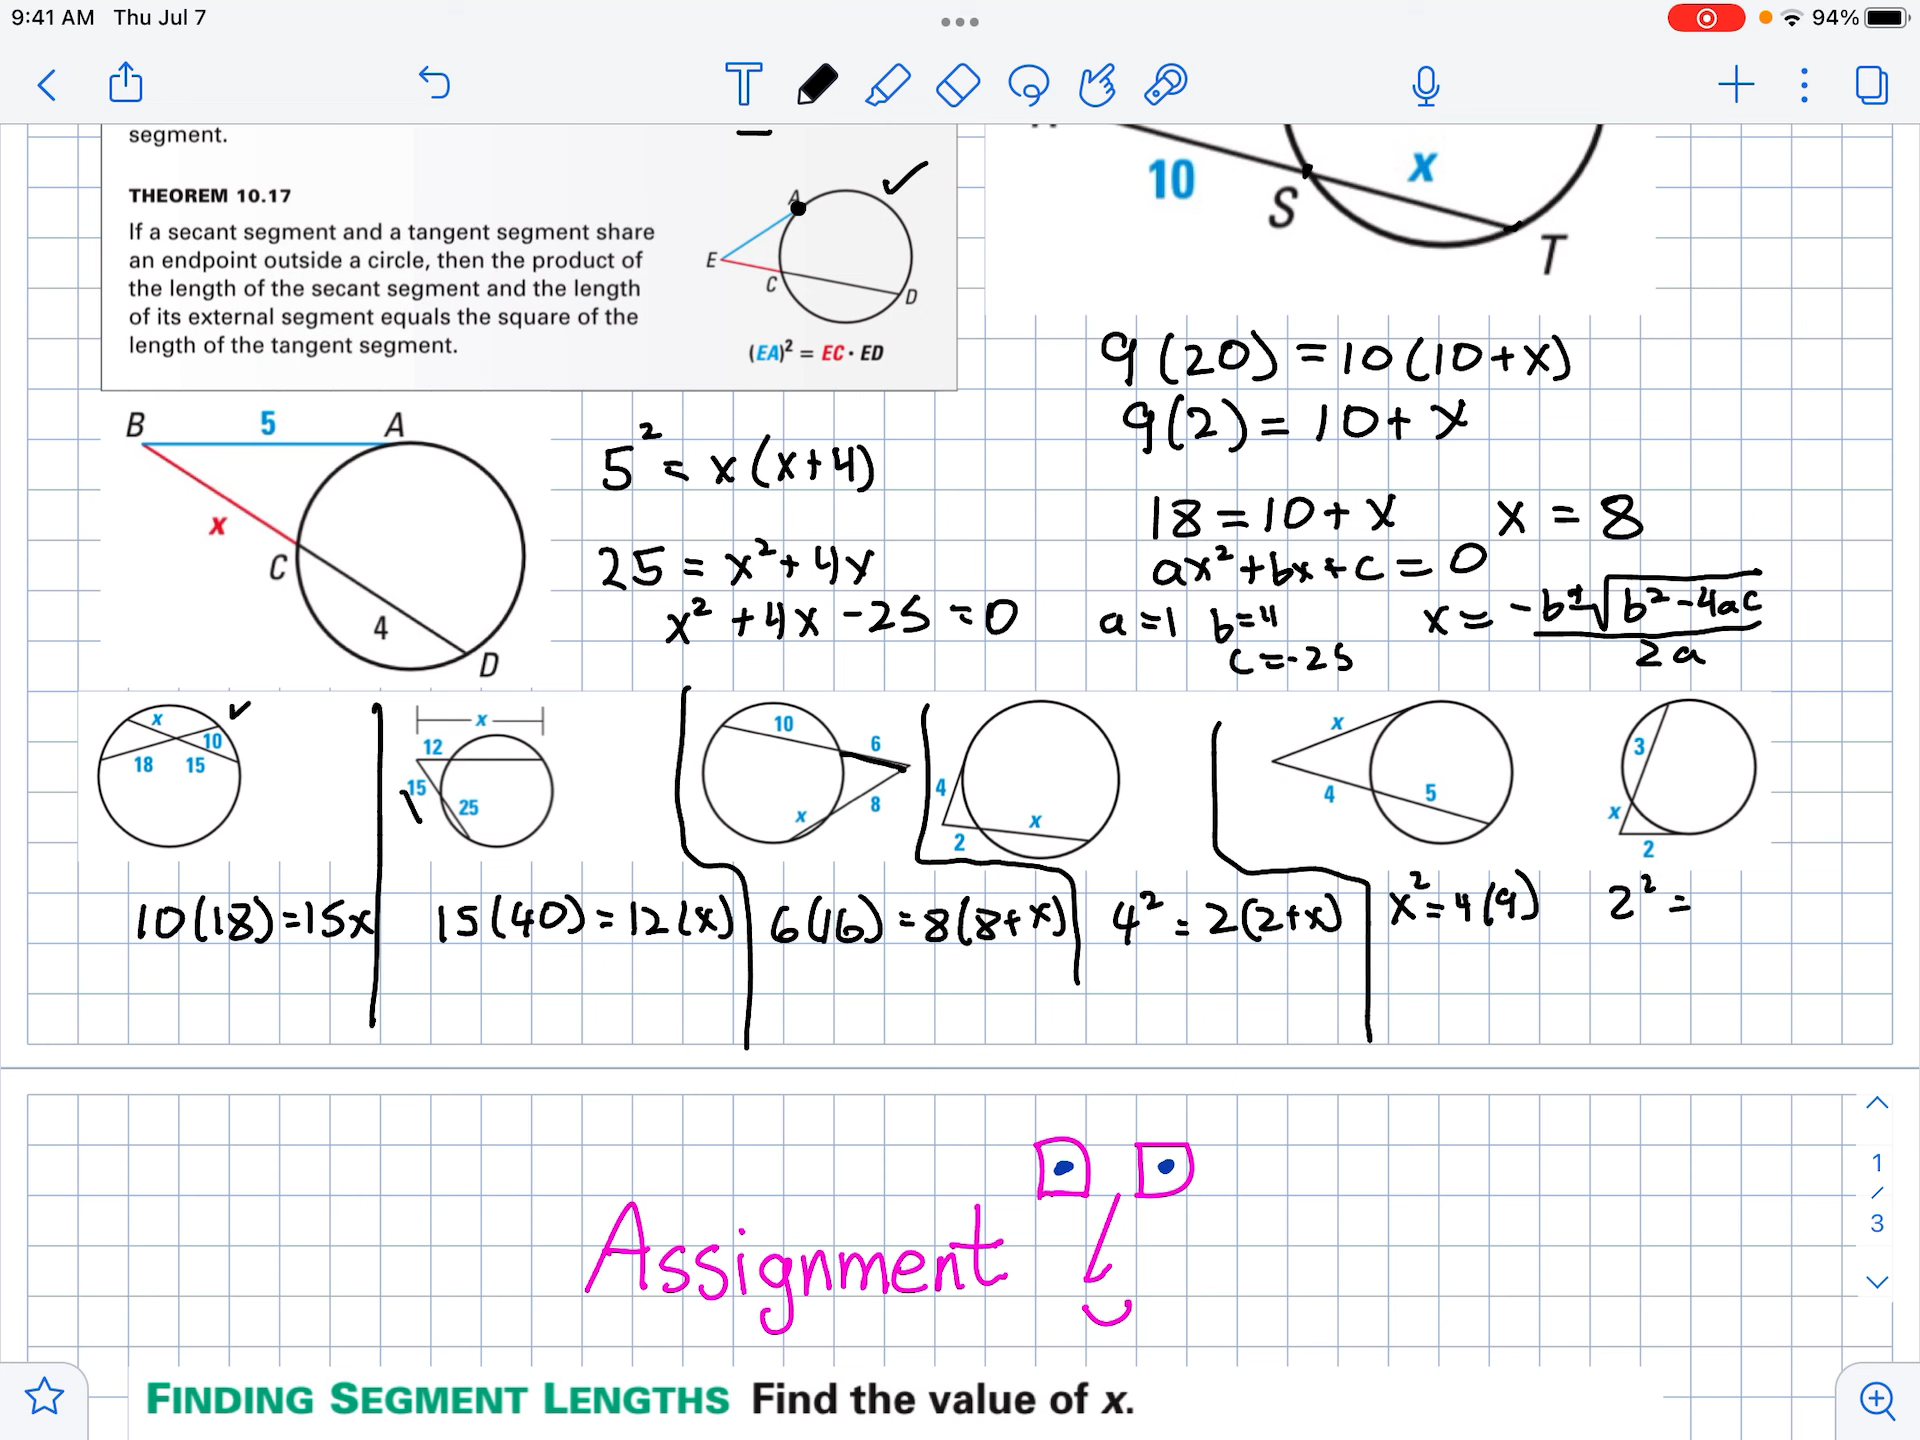 9:41 AM Thu Jul 7
94%
segment.
THEOREM 10.17
If a secant segment and a tangent segment share
an endpoint outside a circle, then the product of
the length of the secant segment and the length
of its external segment equals the square of the
length of the tangent segment.
A
E
C
D
(EA)² = EC · ED
10
S
x
T
9(20) = 10(10+x)
9(2) = 10+x
18 = 10+x x = 8
B 5 A
x
C
4
D
5² = x(x+4)
25 = x²+4x
x² +4x -25 = 0
ax²+bx+c = 0
a=1 b=4
c=-25
x = -b±√b²-4ac
2a
x
10
18 15
x
12
15
25
10
6
8
x
4
2
x
x
4
5
3
x
2
10(18)=15x
15(40)=12(x)
6(16)=8(8+x)
4²=2(2+x)
x²=4(9)
2² =
Assignment
1
/
3
FINDING SEGMENT LENGTHS Find the value of x.